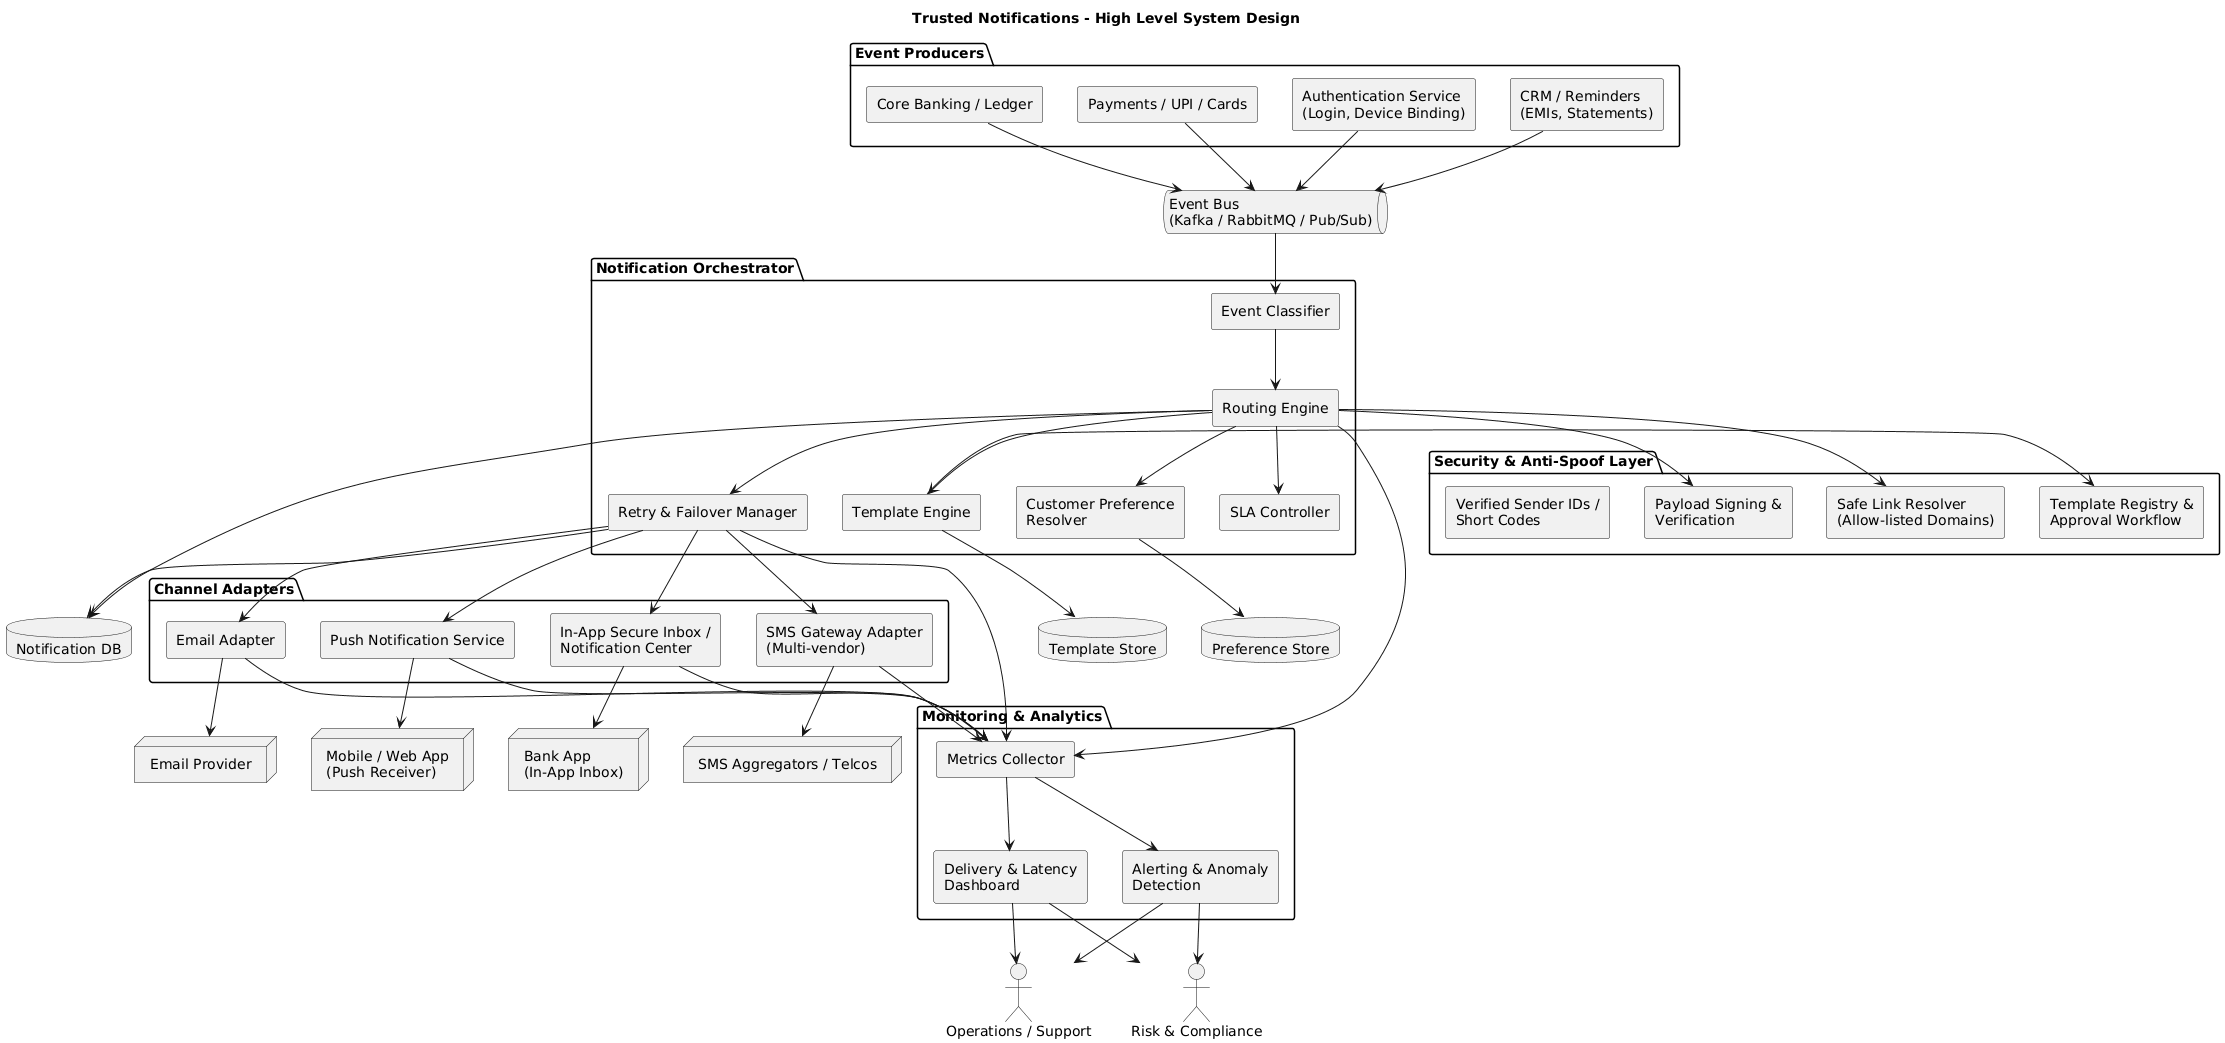 Trusted Notifications - High Level System Design
Event Producers
Core Banking / Ledger
Payments / UPI / Cards
Authentication Service
(Login, Device Binding)
CRM / Reminders
(EMIs, Statements)
Event Bus
(Kafka / RabbitMQ / Pub/Sub)
Notification Orchestrator
Event Classifier
Routing Engine
Retry & Failover Manager
Template Engine
Customer Preference
Resolver
SLA Controller
Security & Anti-Spoof Layer
Verified Sender IDs /
Short Codes
Payload Signing &
Verification
Safe Link Resolver
(Allow-listed Domains)
Template Registry &
Approval Workflow
Notification DB
Channel Adapters
Email Adapter
Push Notification Service
In-App Secure Inbox /
Notification Center
SMS Gateway Adapter
(Multi-vendor)
Template Store
Preference Store
Email Provider
Mobile / Web App
(Push Receiver)
Bank App
(In-App Inbox)
SMS Aggregators / Telcos
Monitoring & Analytics
Metrics Collector
Delivery & Latency
Dashboard
Alerting & Anomaly
Detection
Operations / Support
Risk & Compliance